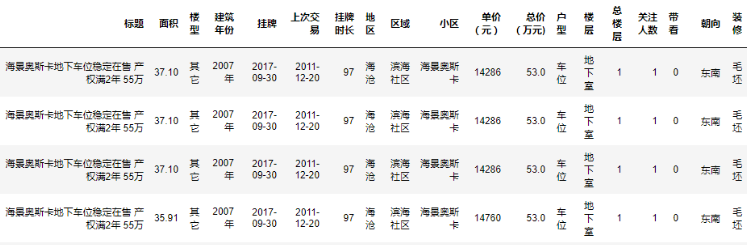 标题 面积 楼型 建筑年份 挂牌 上次交易 挂牌时长 地区 区域 小区 单价（元） 总价（万元) 户型 楼层 总楼层 关注人数 带看 朝向 装修
海景奥斯卡地下车位稳定在售 产权满2年 55万 37.10 其它 2007年 2017-09-30 2011-12-20 97 海沧 滨海社区 海景奥斯卡 14286 53.0 车位 地下室 1 1 0 东南 毛坯
海景奥斯卡地下车位稳定在售 产权满2年 55万 37.10 其它 2007年 2017-09-30 2011-12-20 97 海沧 滨海社区 海景奥斯卡 14286 53.0 车位 地下室 1 1 0 东南 毛坯
海景奥斯卡地下车位稳定在售 产权满2年 55万 37.10 其它 2007年 2017-09-30 2011-12-20 97 海沧 滨海社区 海景奥斯卡 14286 53.0 车位 地下室 1 1 0 东南 毛坯
海景奥斯卡地下车位稳定在售 产权满2年 55万 35.91 其它 2007年 2017-09-30 2011-12-20 97 海沧 滨海社区 海景奥斯卡 14760 53.0 车位 地下室 1 1 0 东南 毛坯